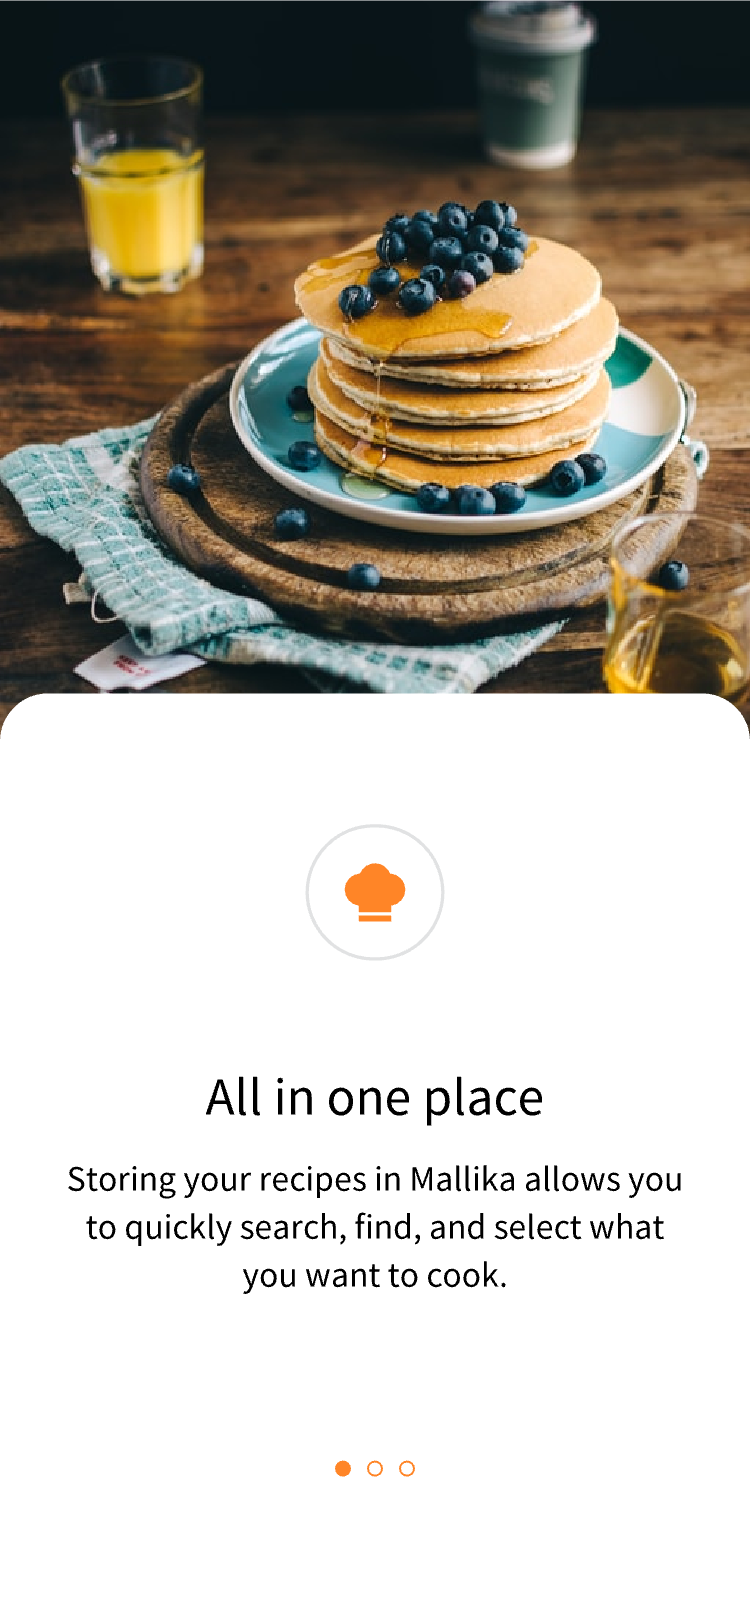 All in one place
Storing your recipes in Mallika allows you
to quickly search, find, and select what
you want to cook.